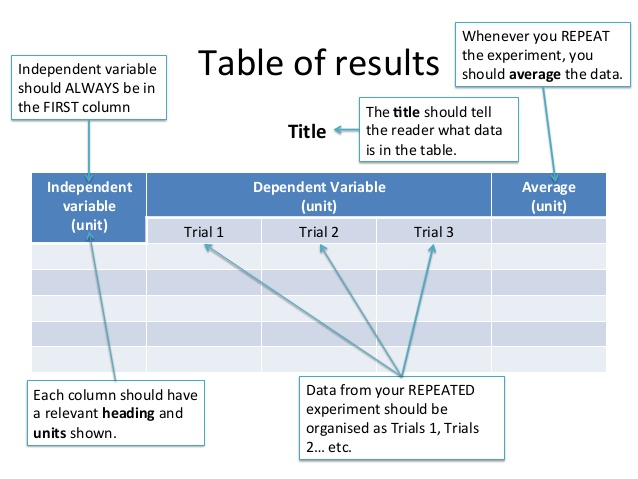 Table of results
Independent variable
should ALWAYS be in
the FIRST column
Whenever you REPEAT
the experiment, you
should average the data.
Title
The title should tell
the reader what data
is in the table.
Independent
variable
(unit)
Dependent Variable
(unit)
Average
(unit)
Trial 1
Trial 2
Trial 3
Each column should have
a relevant heading and
units shown.
Data from your REPEATED
experiment should be
organised as Trials 1, Trials
2... etc.